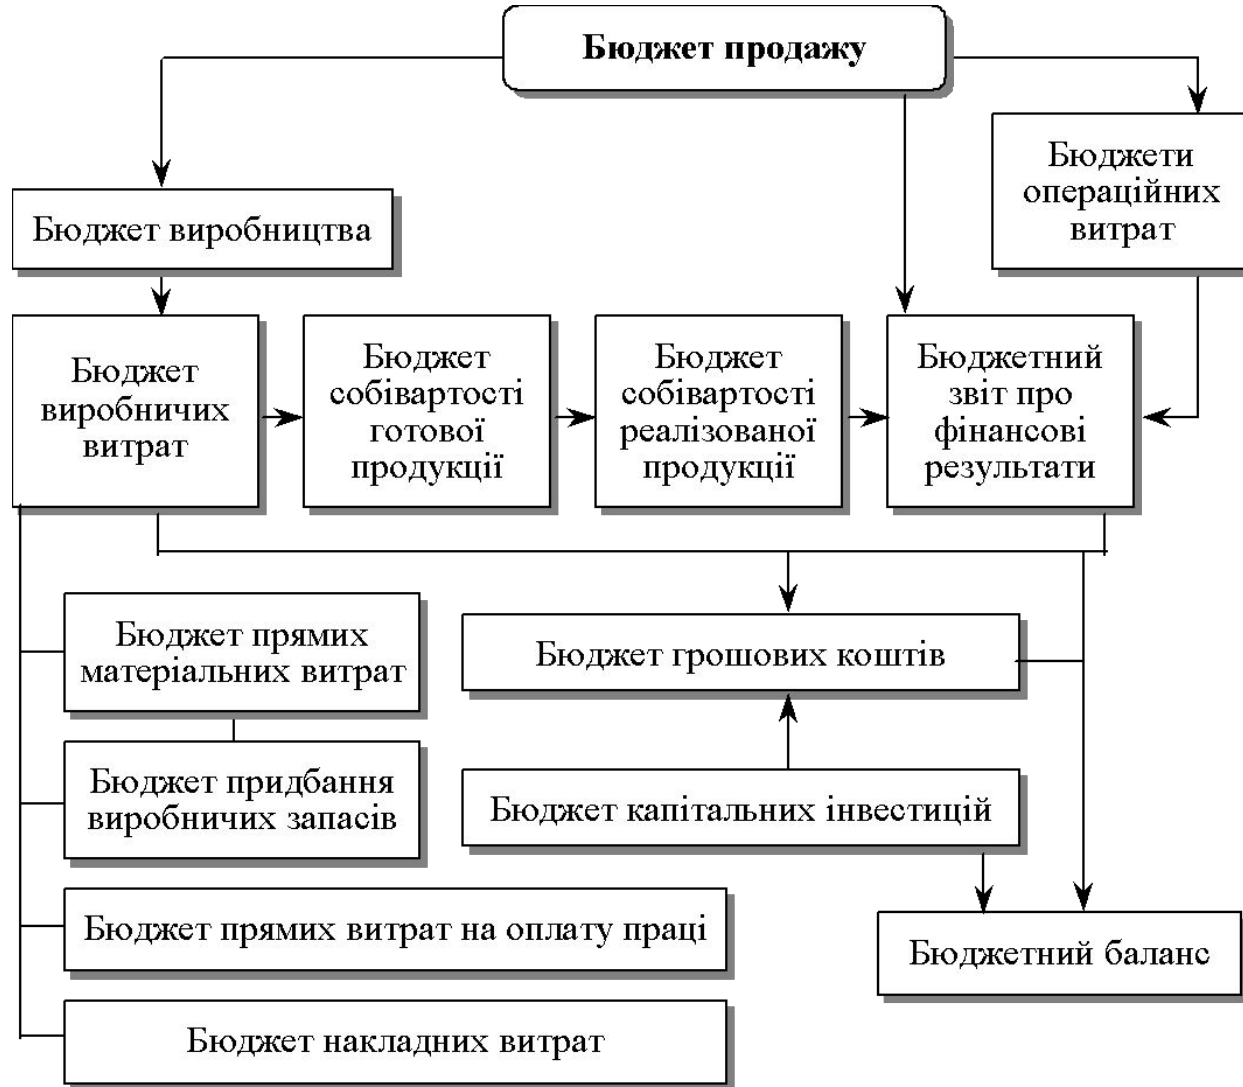 Бюджет продажу
Бюджети
операційних
витрат
Бюджет виробництва
Бюджет
виробничих
витрат
Бюджет
собівартості
готової
продукції
Бюджет
собівартості
реалізованої
продукції
Бюджетний
звіт про
фінансові
результати
Бюджет прямих
матеріальних витрат
Бюджет грошових коштів
Бюджет придбання
виробничих запасів
Бюджет капітальних інвестицій
Бюджет прямих витрат на оплату праці
Бюджетний баланс
Бюджет накладних витрат